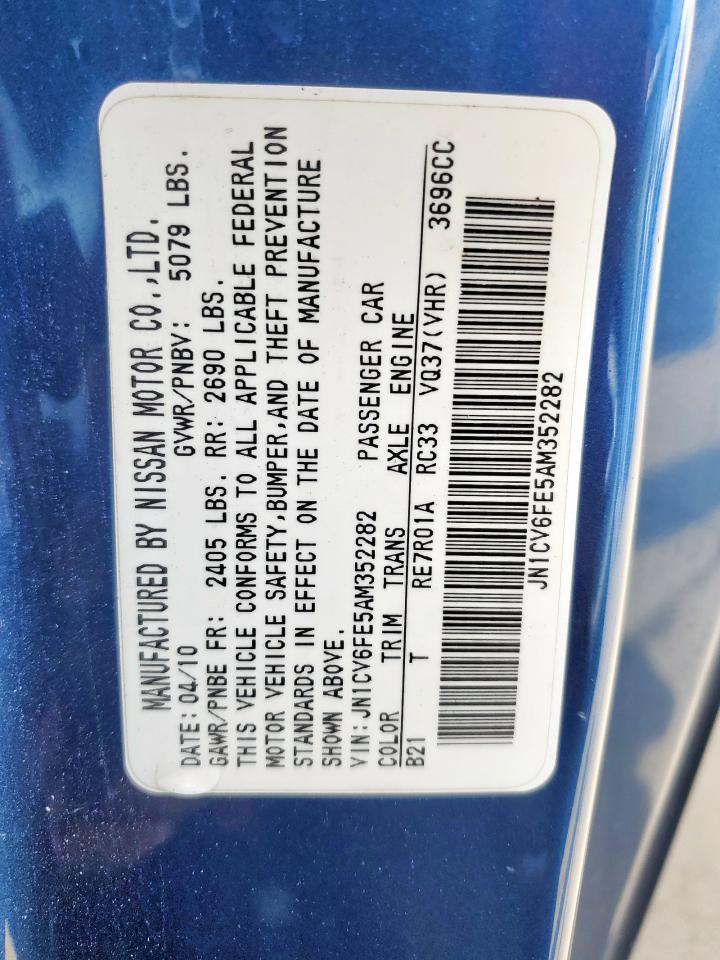 MANUFACTURED BY NISSAN MOTOR CO.,LTD.
DATE: 04/10 GVWR/PNBV: 5079 LBS.
GAWR/PNBE FR: 2405 LBS. RR: 2690 LBS.
THIS VEHICLE CONFORMS TO ALL APPLICABLE FEDERAL
MOTOR VEHICLE SAFETY,BUMPER,AND THEFT PREVENTION
STANDARDS IN EFFECT ON THE DATE OF MANUFACTURE
SHOWN ABOVE.
VIN:JN1CV6FE5AM352282 PASSENGER CAR
COLOR TRIM TRANS AXLE ENGINE
B21 T RE7R01A RC33 VQ37(VHR) 3696CC
JN1CV6FE5AM352282